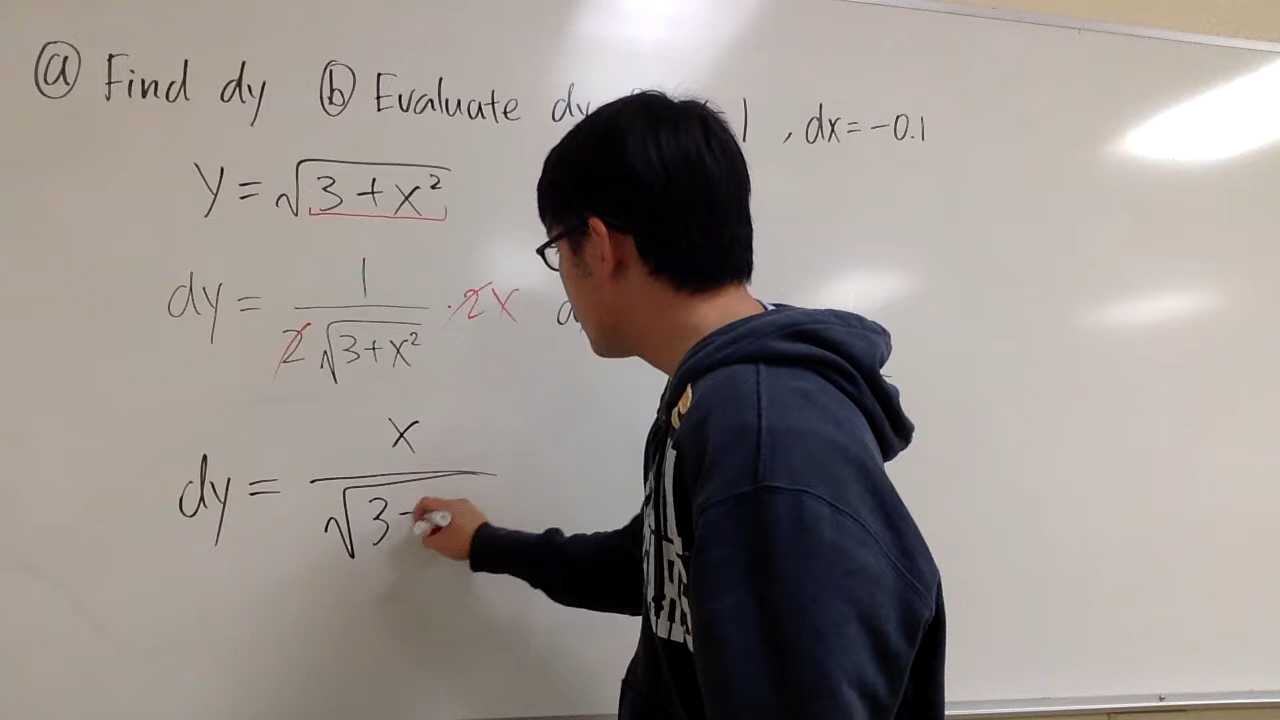 ⓐ Find dy ⓑ Evaluate dy 1 , dx = -0.1
y = √(3 + x²)
dy = 1 / (2√(3+x²)) · 2x d
dy = x / √(3 -